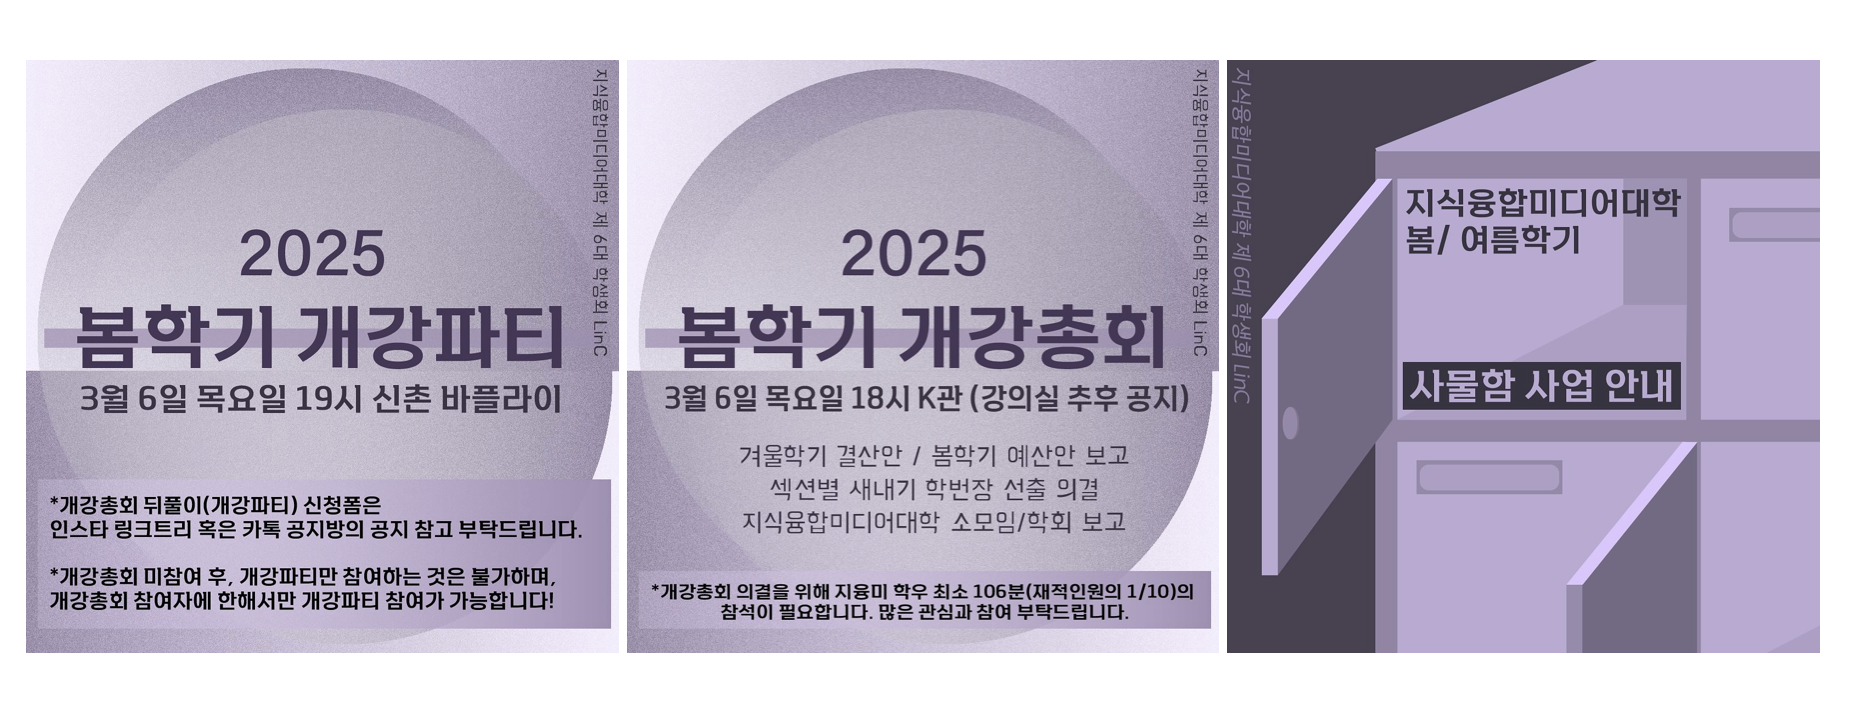 지식융합미디어대학 제 6대 학생회 LinC
2025
봄학기 개강파티
3월 6일 목요일 19시 신촌 바플라이
*개강총회 뒤풀이(개강파티) 신청폼은
인스타 링크트리 혹은 카톡 공지방의 공지 참고 부탁드립니다.
*개강총회 미참여 후, 개강파티만 참여하는 것은 불가하며,
개강총회 참여자에 한해서만 개강파티 참여가 가능합니다!
지식융합미디어대학 제 6대 학생회 LinC
2025
봄학기 개강총회
3월 6일 목요일 18시 K관 (강의실 추후 공지)
겨울학기 결산안 / 봄학기 예산안 보고
섹션별 새내기 학번장 선출 의결
지식융합미디어대학 소모임/학회 보고
*개강총회 의결을 위해 지융미 학우 최소 106분(재적인원의 1/10)의
참석이 필요합니다. 많은 관심과 참여 부탁드립니다.
지식융합미디어대학 제 6대 학생회 LinC
지식융합미디어대학
봄/ 여름학기
사물함 사업 안내